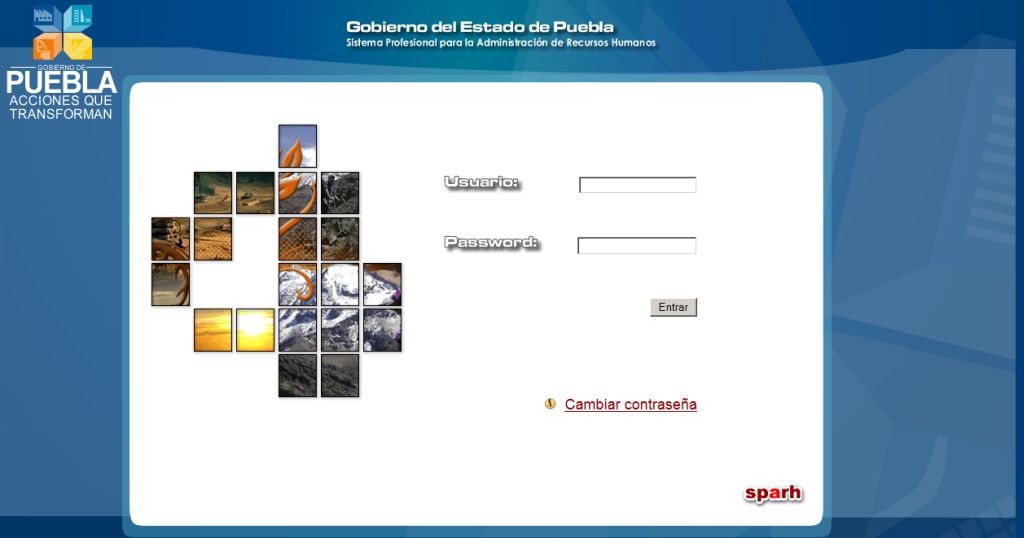 Gobierno del Estado de Puebla
Sistema Profesional para la Administración de Recursos Humanos
GOBIERNO DE
PUEBLA
ACCIONES QUE
TRANSFORMAN
Usuario:
Password:
Entrar
Cambiar contraseña
sparh